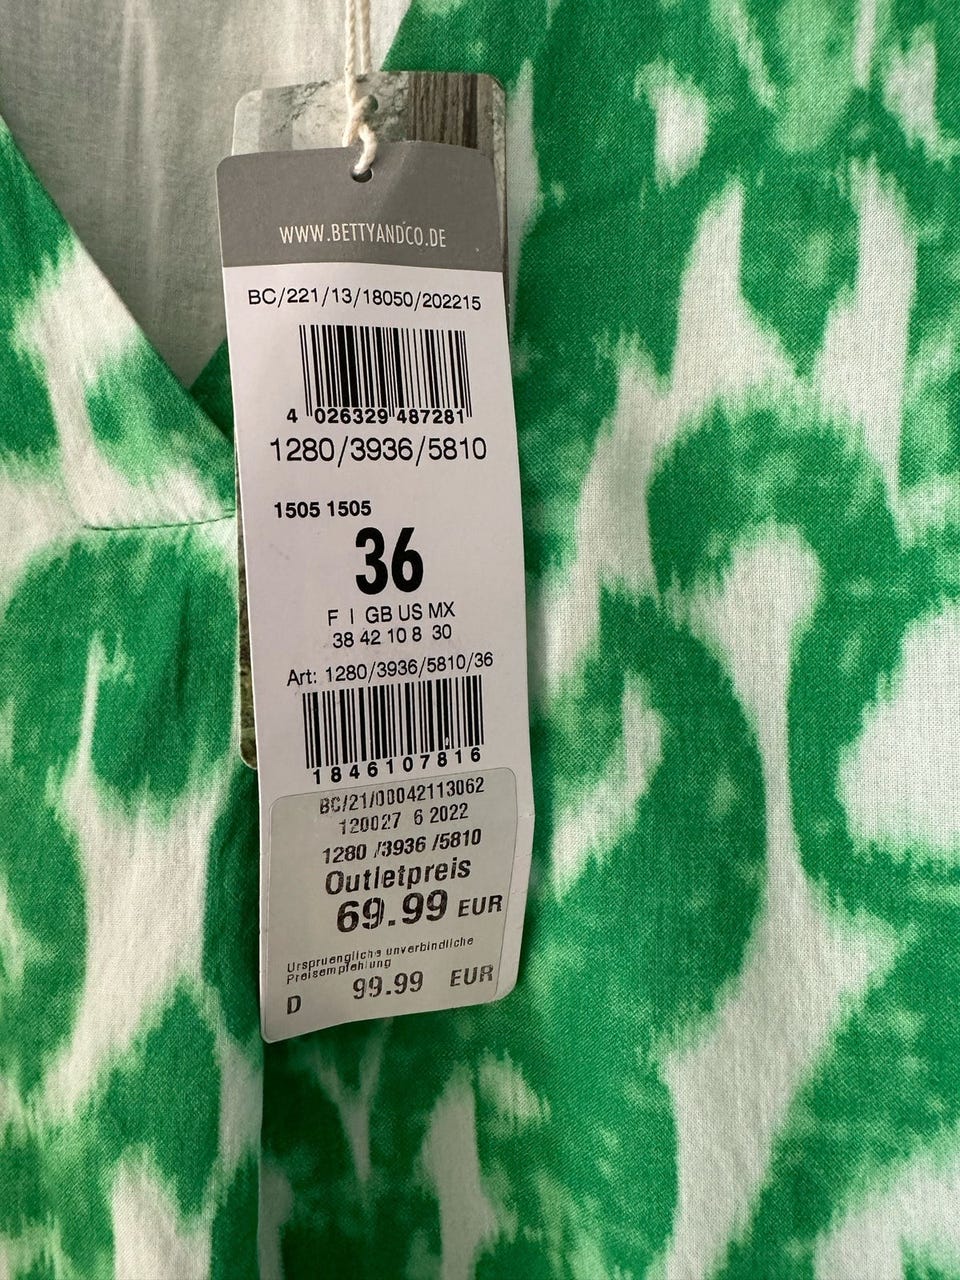 WWW.BETTYANDCO.DE
BC/221/13/18050/202215
4 026329 487281
1280/3936/5810
1505 1505
36
F I GB US MX
38 42 10 8 30
Art: 1280/3936/5810/36
1846107816
BC/21/00042113062
120027 6 2022
1280 /3936 /5810
Outletpreis
69.99 EUR
Urspruengliche unverbindliche
Preisempfehlung
D 99.99 EUR